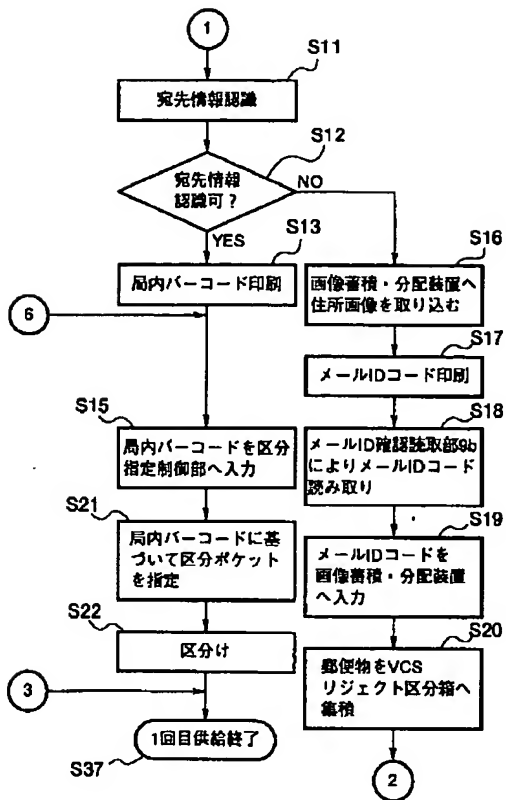 1
S11
宛先情報認識
S12
宛先情報
認識可？
NO
YES
S13
局内バーコード印刷
6
S15
局内バーコードを区分
指定制御部へ入力
S21
局内バーコードに基
づいて区分ポケット
を指定
S22
区分け
3
1回目供給終了
S37
S16
画像蓄積・分配装置へ
住所画像を取り込む
S17
メールIDコード印刷
S18
メールID確認読取部9b
によりメールIDコード
読み取り
S19
メールIDコードを
画像蓄積・分配装置
へ入力
S20
郵便物をVCS
リジェクト区分箱へ
集積
2